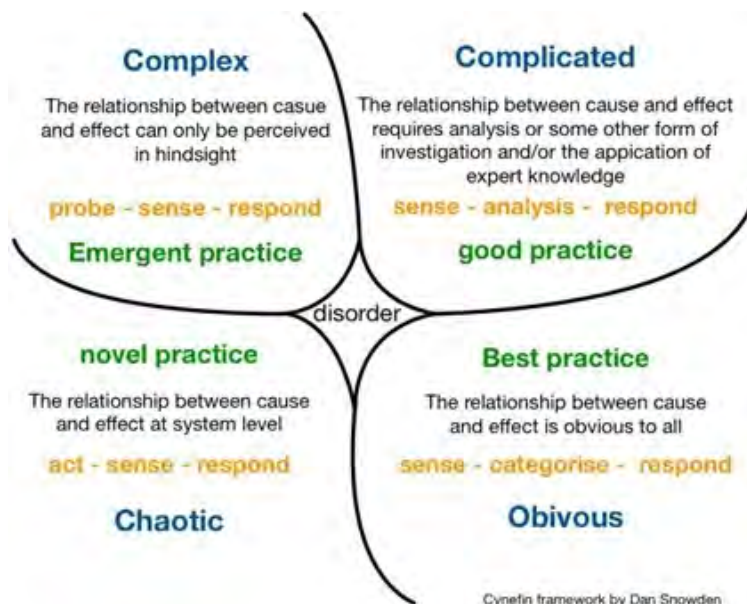 Complex
The relationship between casue
and effect can only be perceived
in hindsight
probe - sense - respond
Emergent practice
Complicated
The relationship between cause and effect
requires analysis or some other form of
investigation and/or the appication of
expert knowledge
sense - analysis - respond
good practice
disorder
novel practice
The relationship between cause
and effect at system level
act - sense - respond
Chaotic
Best practice
The relationship between cause
and effect is obvious to all
sense - categorise - respond
Obivous
Cynefin framework by Dan Snowden